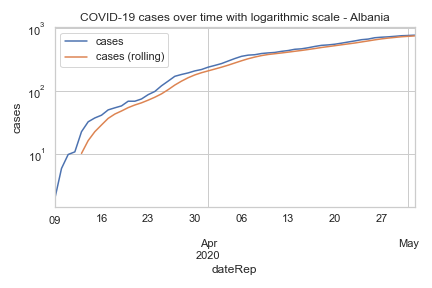 COVID-19 cases over time with logarithmic scale - Albania
cases
cases (rolling)
10³
10²
10¹
cases
09 16 23 30 06 13 20 27
Apr May
2020
dateRep